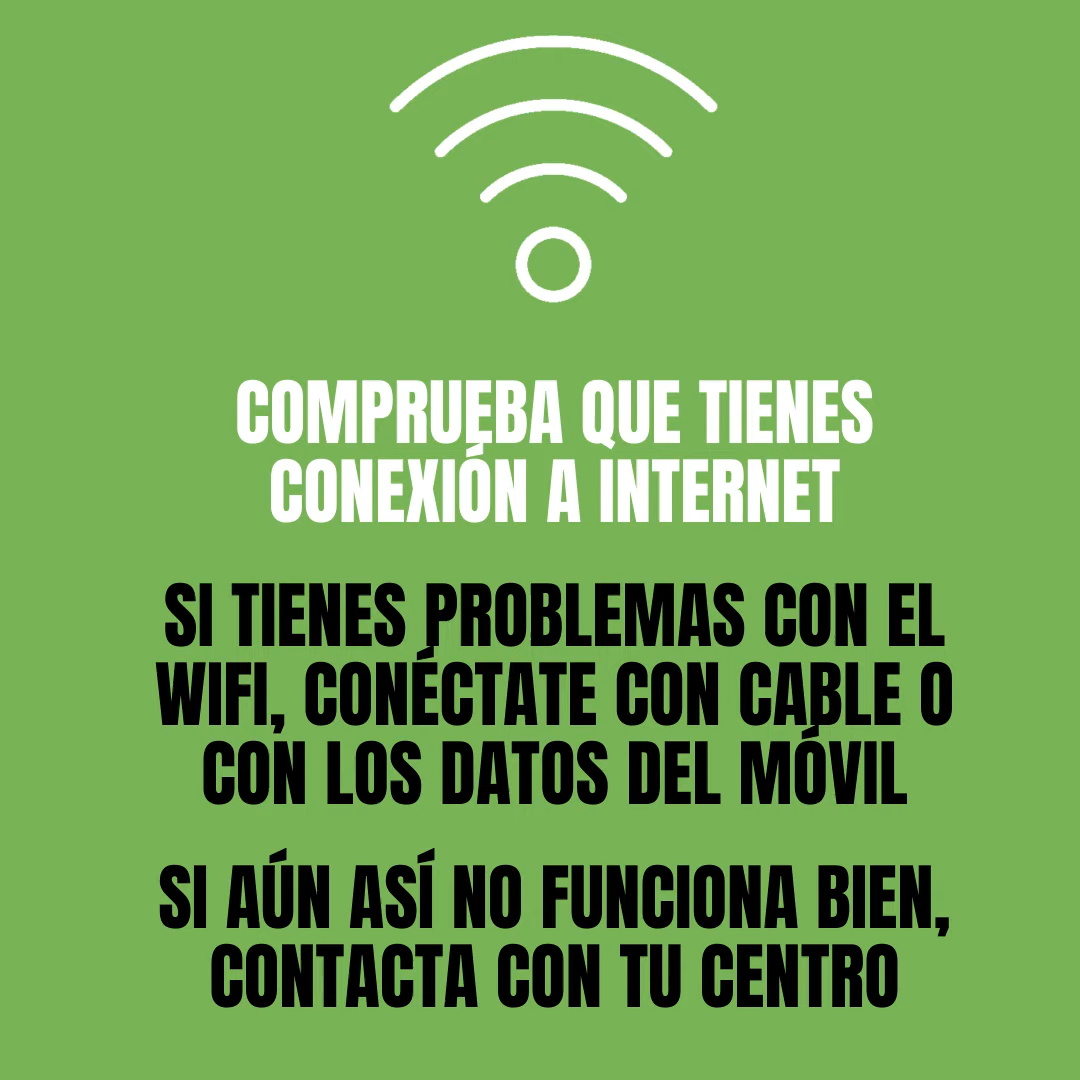 COMPRUEBA QUE TIENES
CONEXIÓN A INTERNET
SI TIENES PROBLEMAS CON EL
WIFI, CONÉCTATE CON CABLE O
CON LOS DATOS DEL MÓVIL
SI AÚN ASÍ NO FUNCIONA BIEN,
CONTACTA CON TU CENTRO